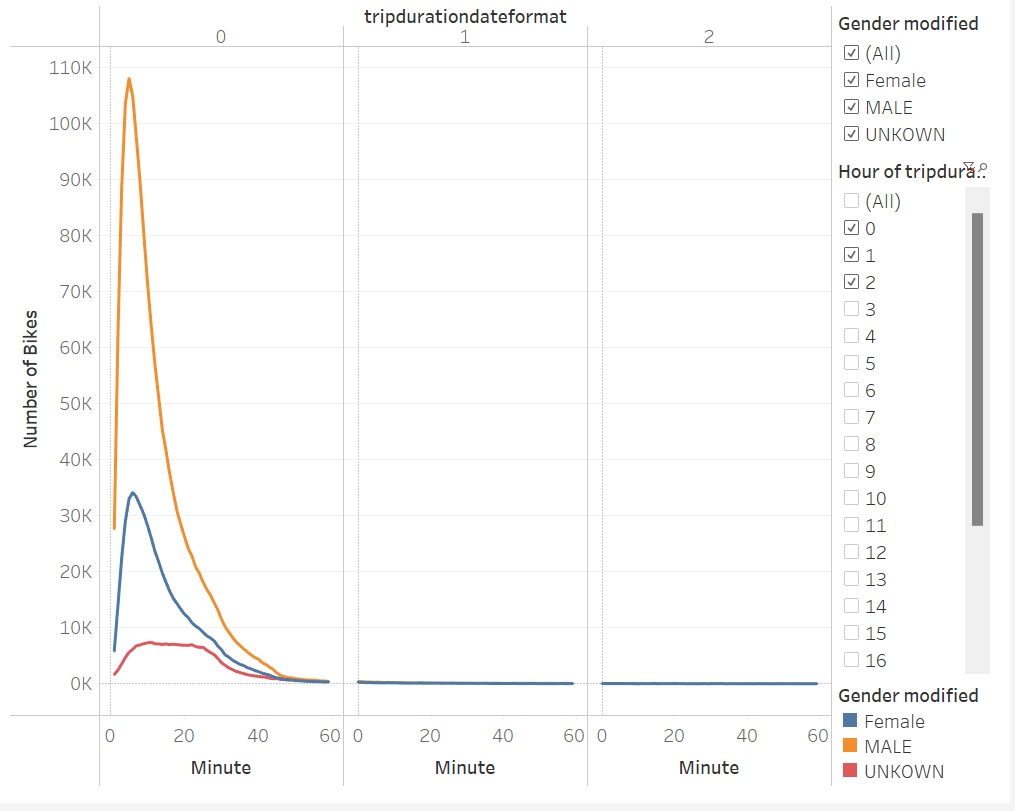 tripdurationdateformat
0 1 2
Number of Bikes
110K
100K
90K
80K
70K
60K
50K
40K
30K
20K
10K
0K
0 20 40 60 0 20 40 60 0 20 40 60
Minute Minute Minute
Gender modified
(All)
Female
MALE
UNKOWN
Hour of tripdura..
(All)
0
1
2
3
4
5
6
7
8
9
10
11
12
13
14
15
16
Gender modified
Female
MALE
UNKOWN